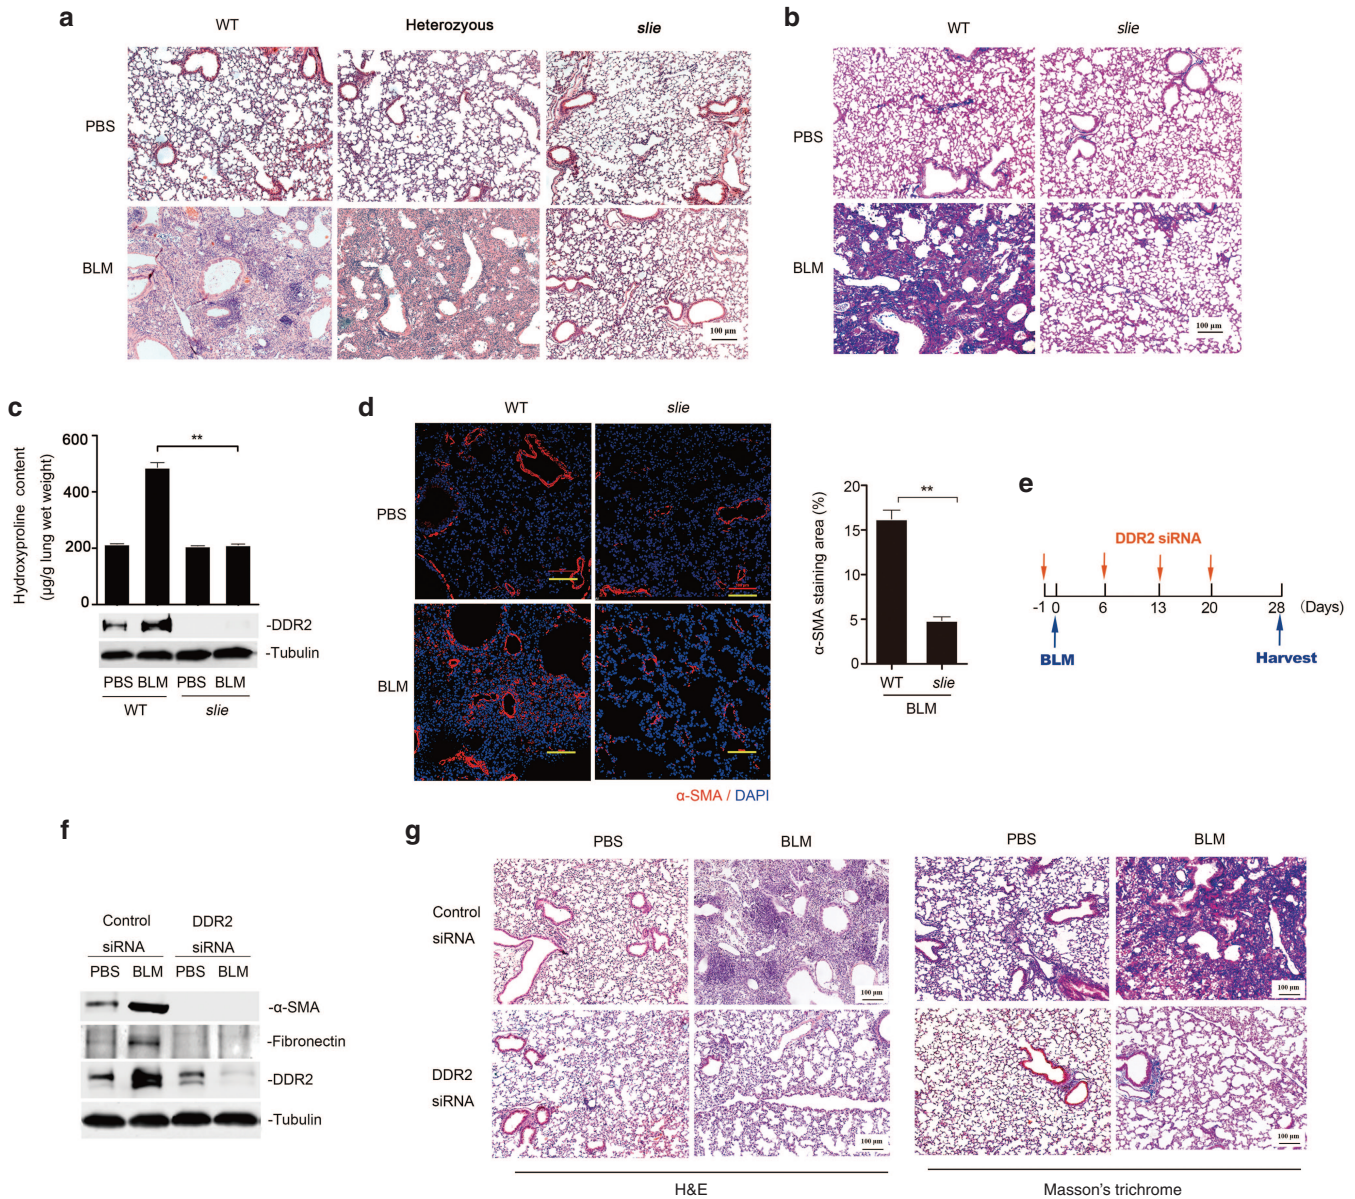 a
WT
Heterozyous
slie
PBS
BLM
100 µm
b
WT
slie
PBS
BLM
100 µm
c
Hydroxyproline content
(µg/g lung wet weight)
600
400
200
0
**
-DDR2
-Tubulin
PBS BLM PBS BLM
WT
slie
d
WT
slie
PBS
BLM
α-SMA / DAPI
α-SMA staining area (%)
20
15
10
5
0
**
WT
slie
BLM
e
DDR2 siRNA
-1 0 6 13 20 28 (Days)
BLM
Harvest
f
Control DDR2
siRNA siRNA
PBS BLM PBS BLM
-α-SMA
-Fibronectin
-DDR2
-Tubulin
g
PBS
BLM
PBS
BLM
Control
siRNA
100 µm
100 µm
DDR2
siRNA
100 µm
100 µm
H&E
Masson's trichrome